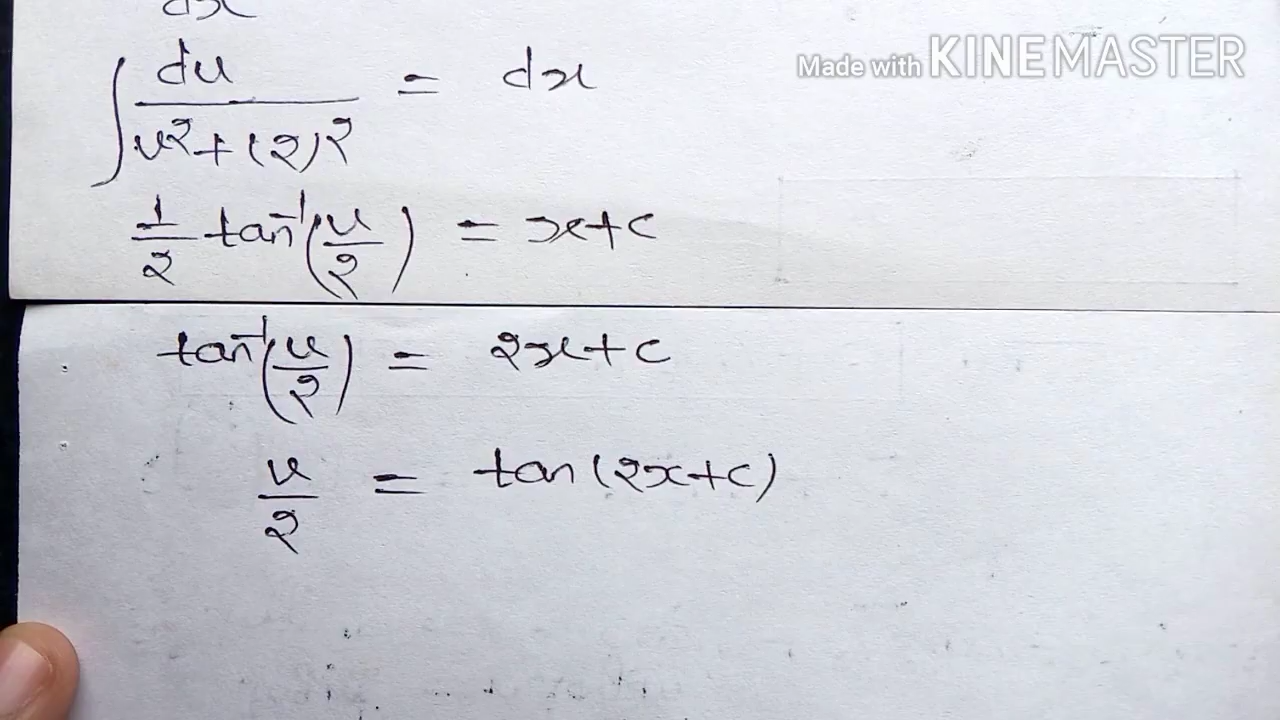 dx
Made with KINEMASTER
∫ du / (u² + (2)²) = dx
1/2 tan⁻¹(u/2) = x+c
tan⁻¹(u/2) = 2x+c
u/2 = tan(2x+c)